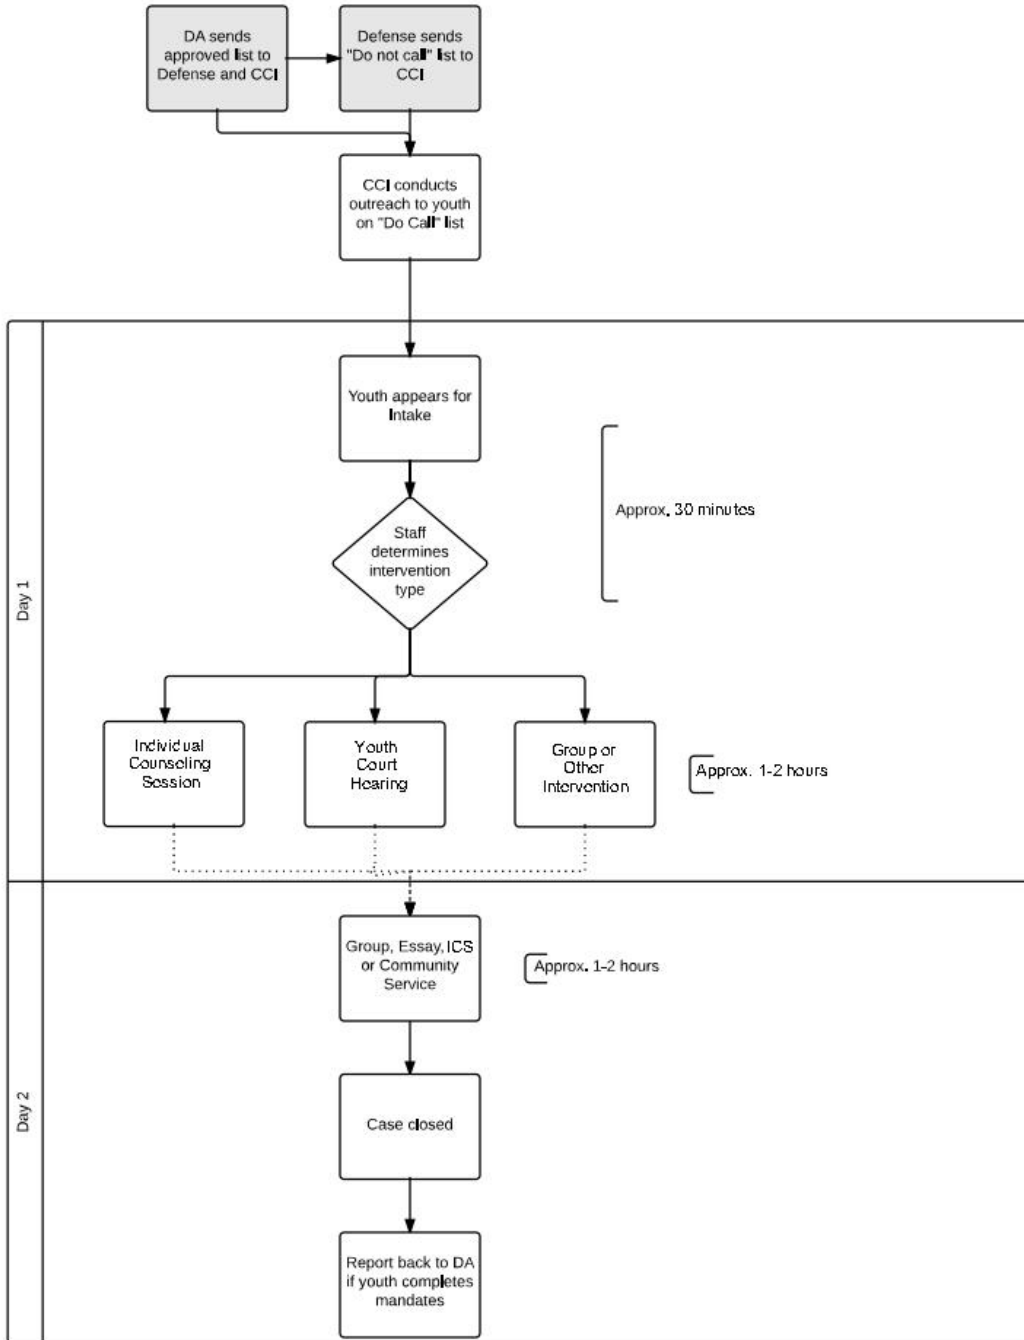 DA sends
approved list to
Defense and CCI
Defense sends
"Do not call" list to
CCI
CCI conducts
outreach to youth
on "Do Call" list
Day 1
Youth appears for
Intake
Approx. 30 minutes
Staff
determines
intervention
type
Individual
Counseling
Session
Youth
Court
Hearing
Group or
Other
Intervention
Approx. 1-2 hours
Day 2
Group, Essay, ICS
or Community
Service
Approx. 1-2 hours
Case closed
Report back to DA
if youth completes
mandates